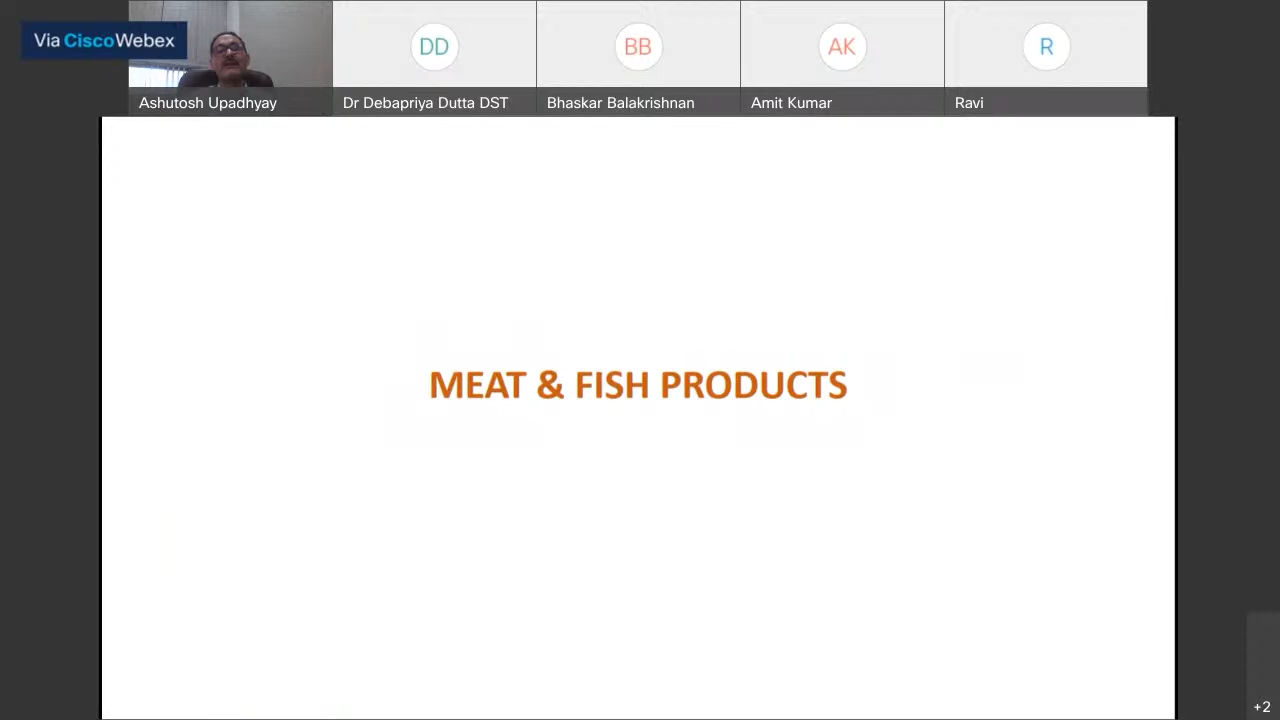 Via CiscoWebex
DD
BB
AK
R
Ashutosh Upadhyay
Dr Debapriya Dutta DST
Bhaskar Balakrishnan
Amit Kumar
Ravi
MEAT & FISH PRODUCTS
+2